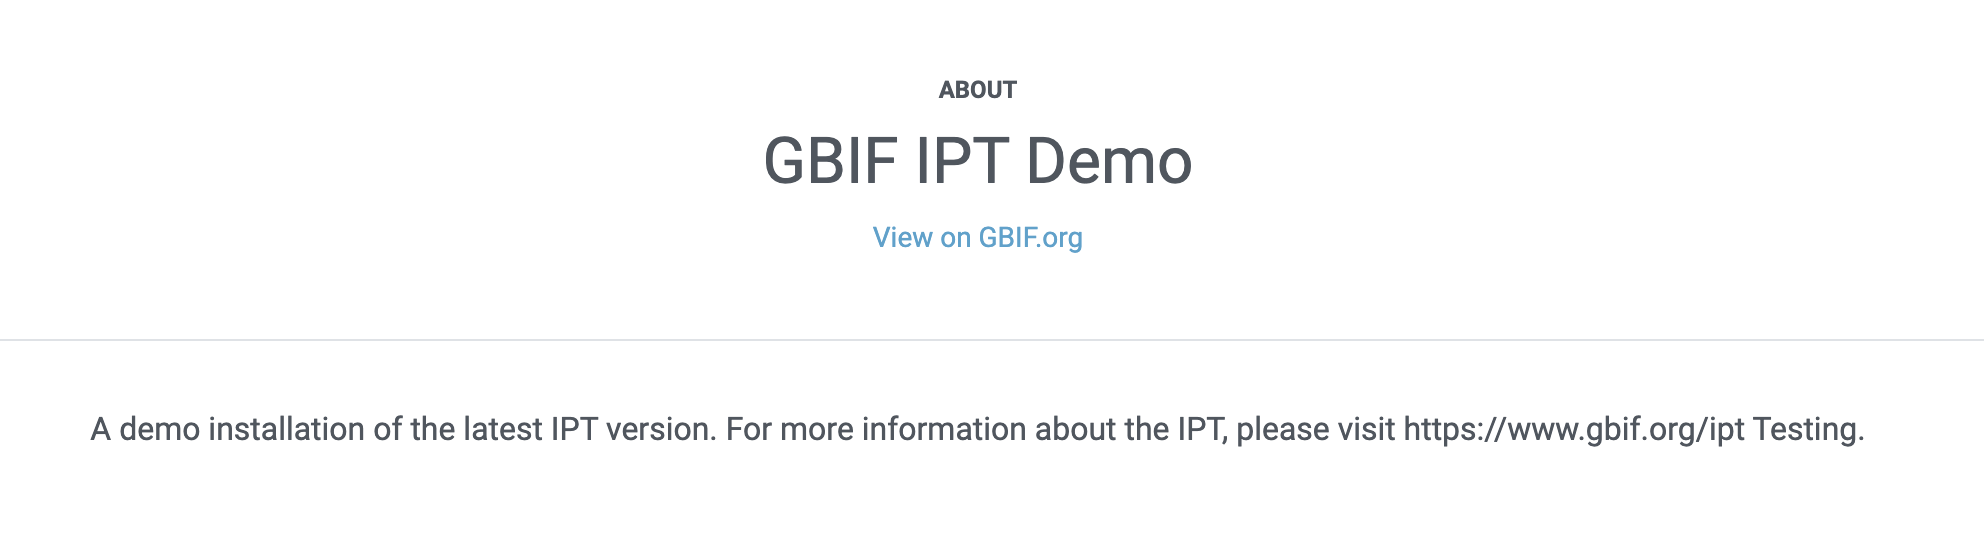 ABOUT
GBIF IPT Demo
View on GBIF.org
A demo installation of the latest IPT version. For more information about the IPT, please visit https://www.gbif.org/ipt Testing.